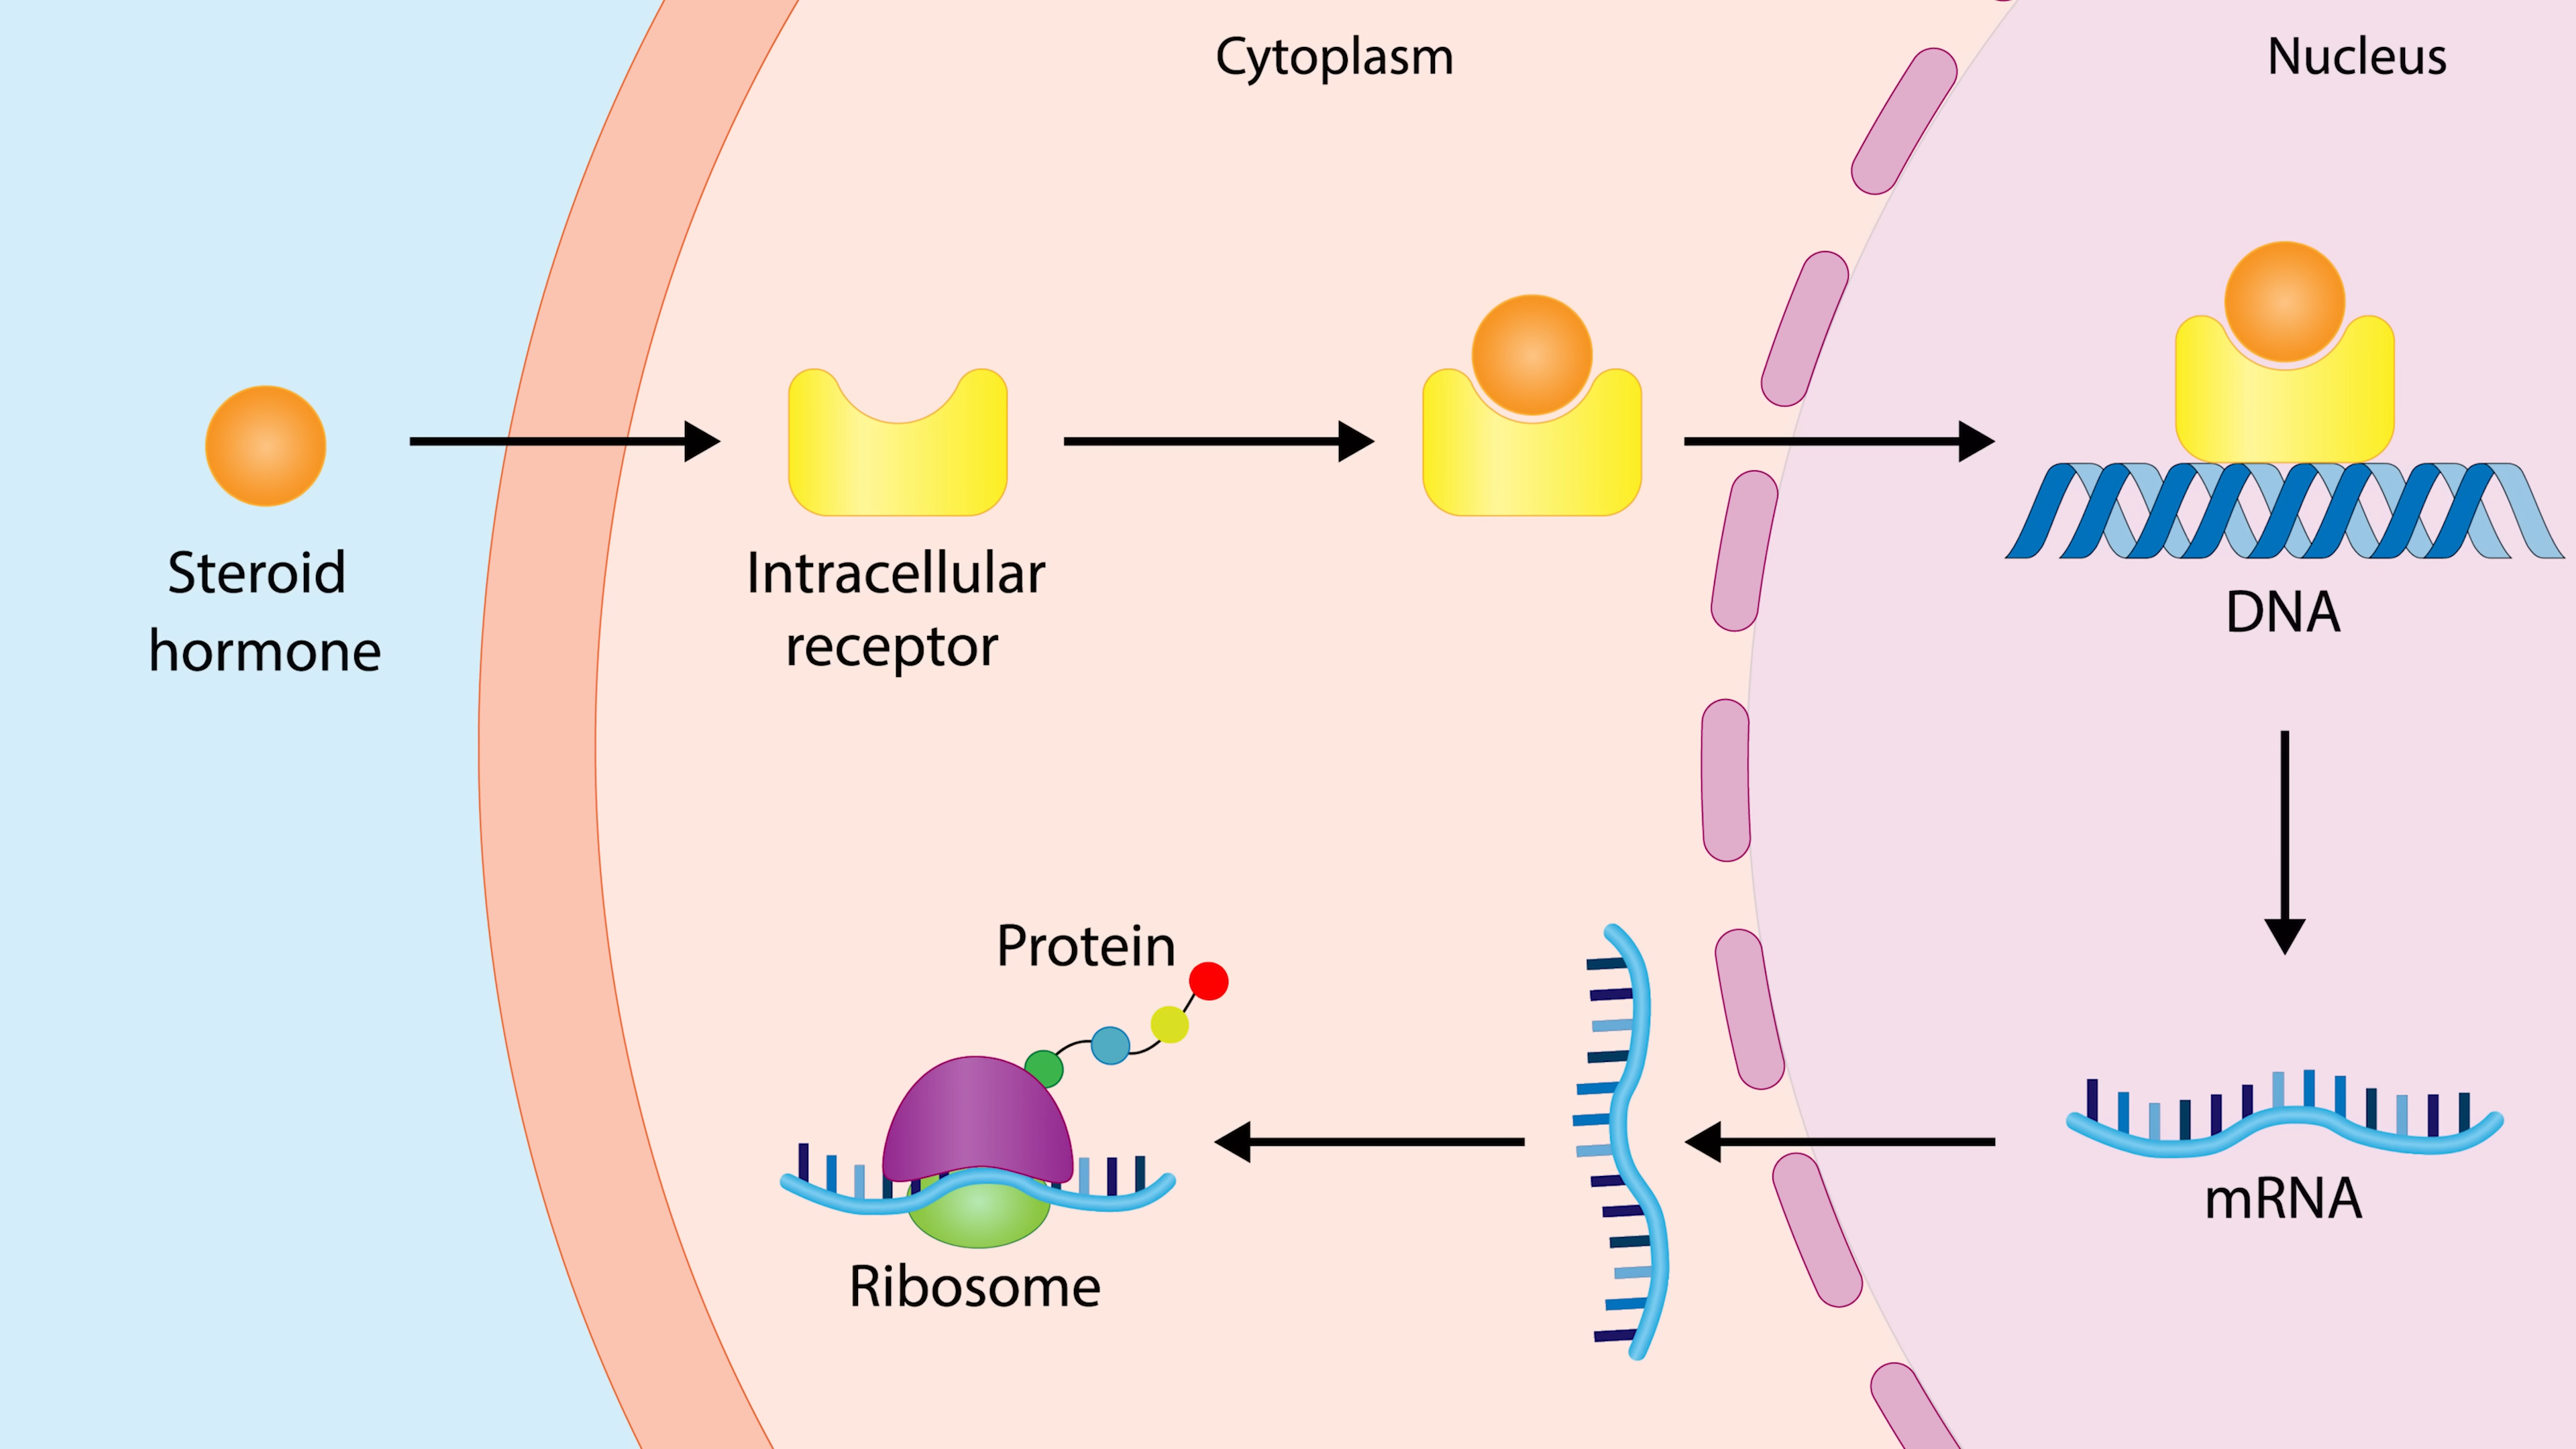 Cytoplasm
Nucleus
Steroid
hormone
Intracellular
receptor
DNA
Protein
mRNA
Ribosome